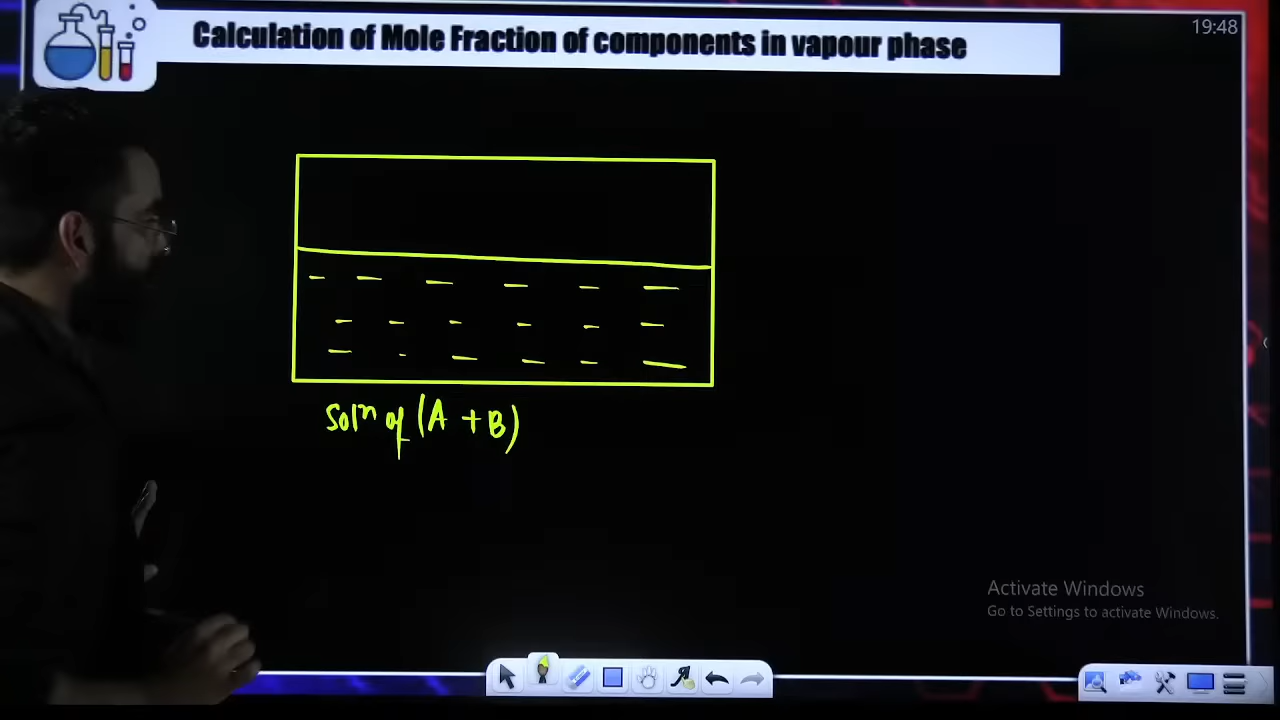 Calculation of Mole Fraction of components in vapour phase
19:48
Solⁿ of (A + B)
Activate Windows
Go to Settings to activate Windows.